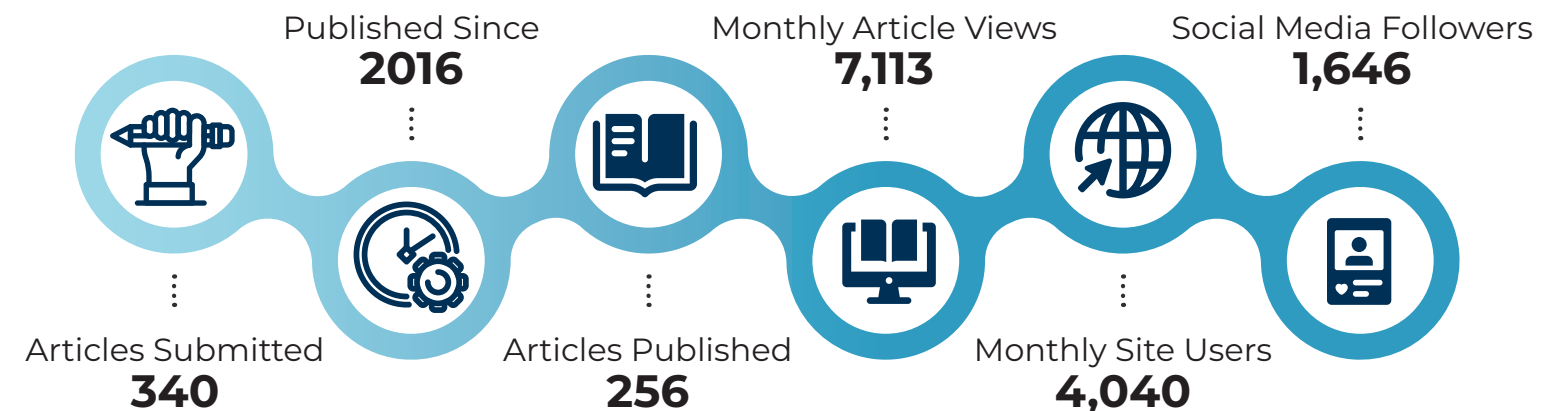 Published Since
2016
Monthly Article Views
7,113
Social Media Followers
1,646
Articles Submitted
340
Articles Published
256
Monthly Site Users
4,040